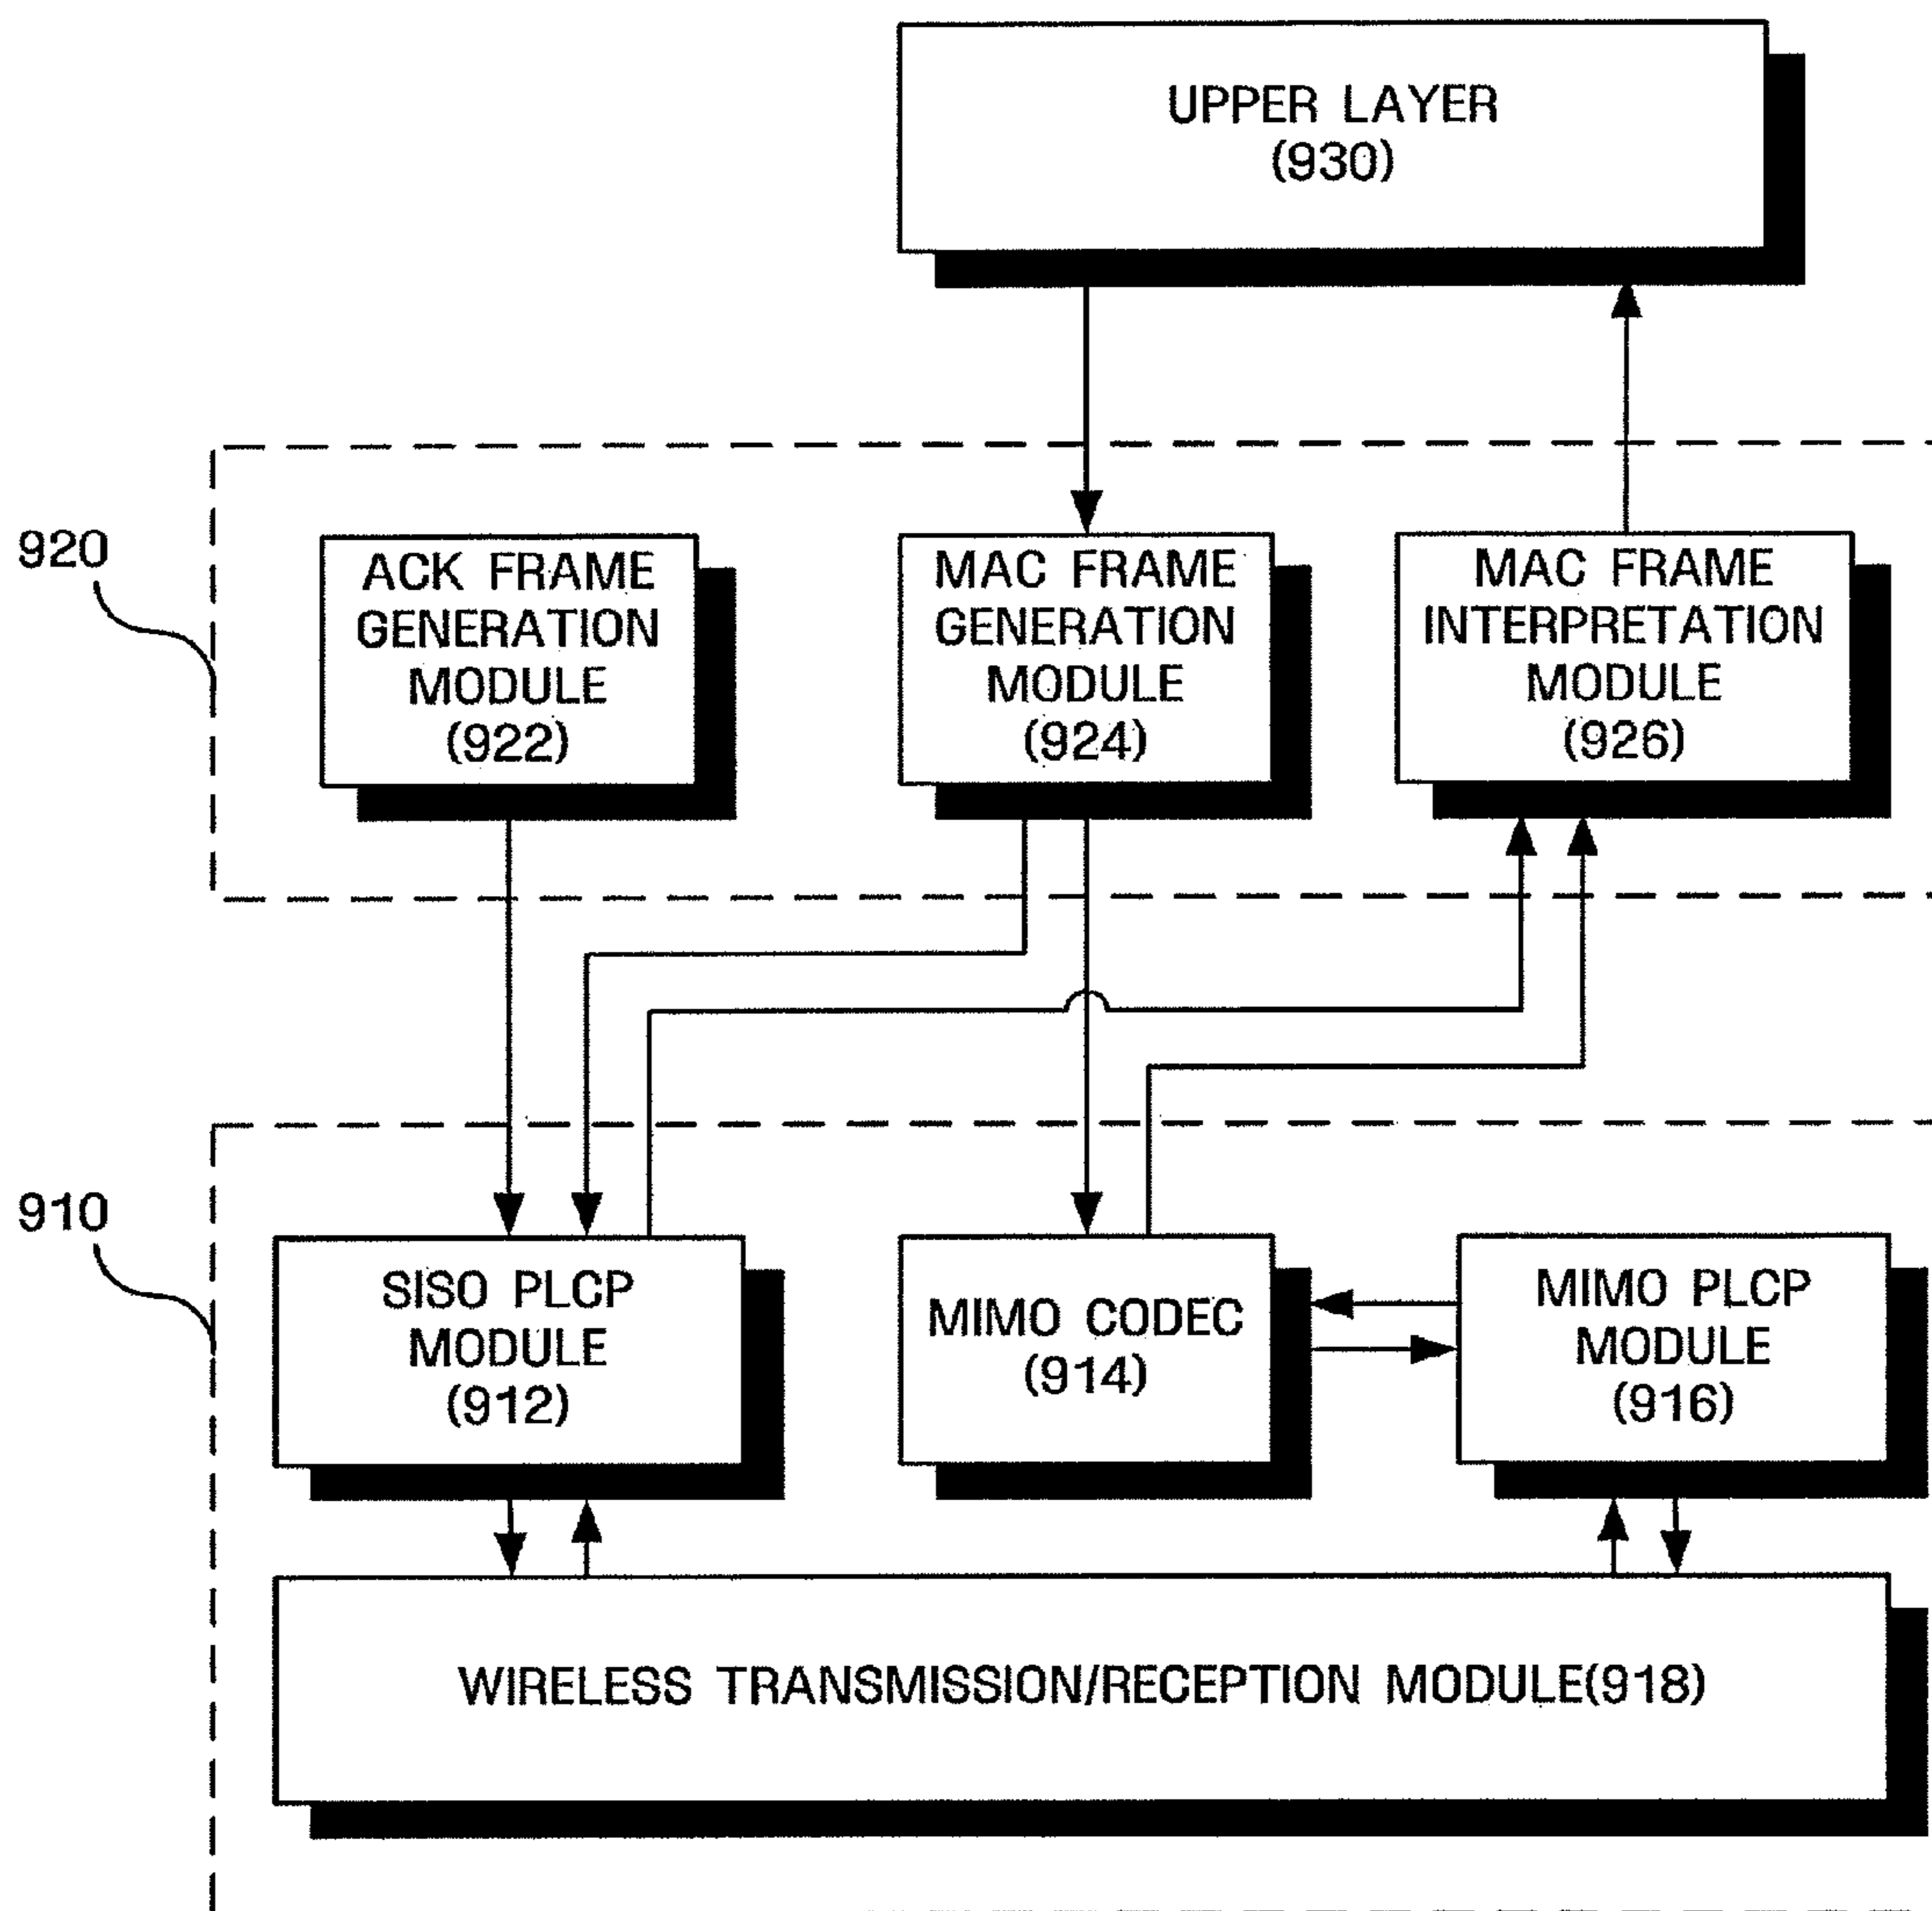 UPPER LAYER
(930)
920
ACK FRAME
GENERATION
MODULE
(922)
MAC FRAME
GENERATION
MODULE
(924)
MAC FRAME
INTERPRETATION
MODULE
(926)
910
SISO PLCP
MODULE
(912)
MIMO CODEC
(914)
MIMO PLCP
MODULE
(916)
WIRELESS TRANSMISSION/RECEPTION MODULE(918)